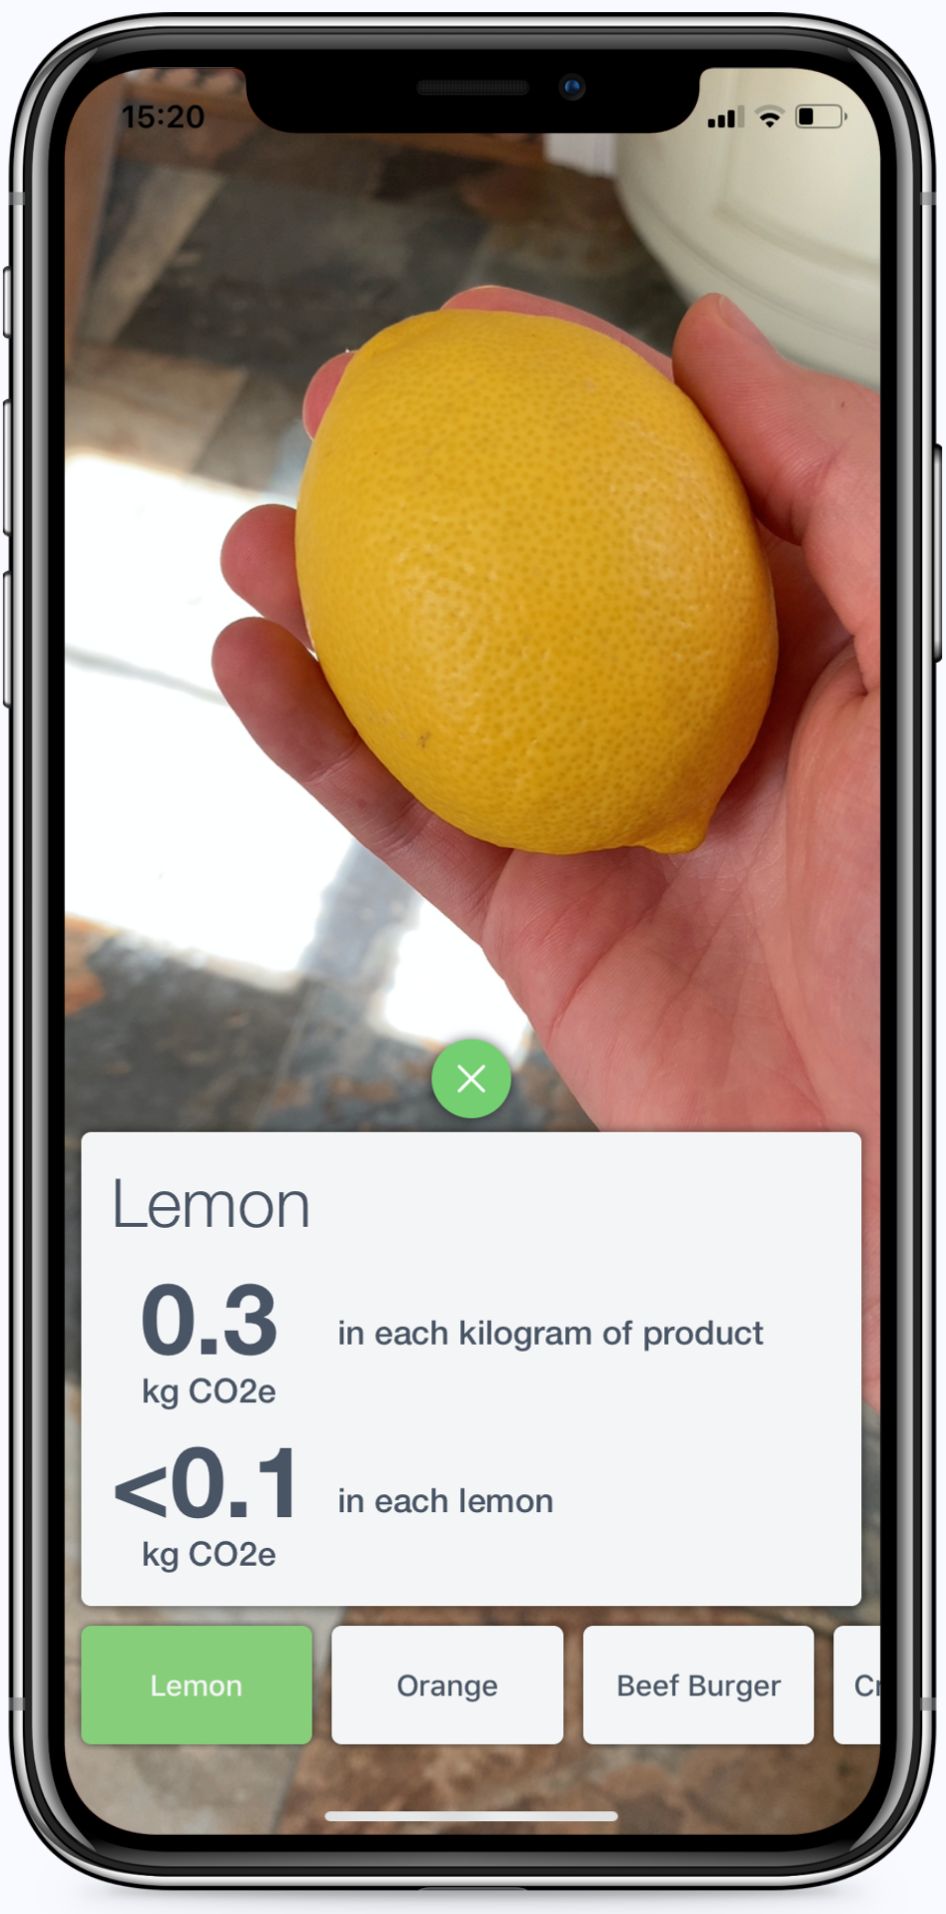 15:20
Lemon
0.3
in each kilogram of product
kg CO2e
<0.1
in each lemon
kg CO2e
Lemon
Orange
Beef Burger